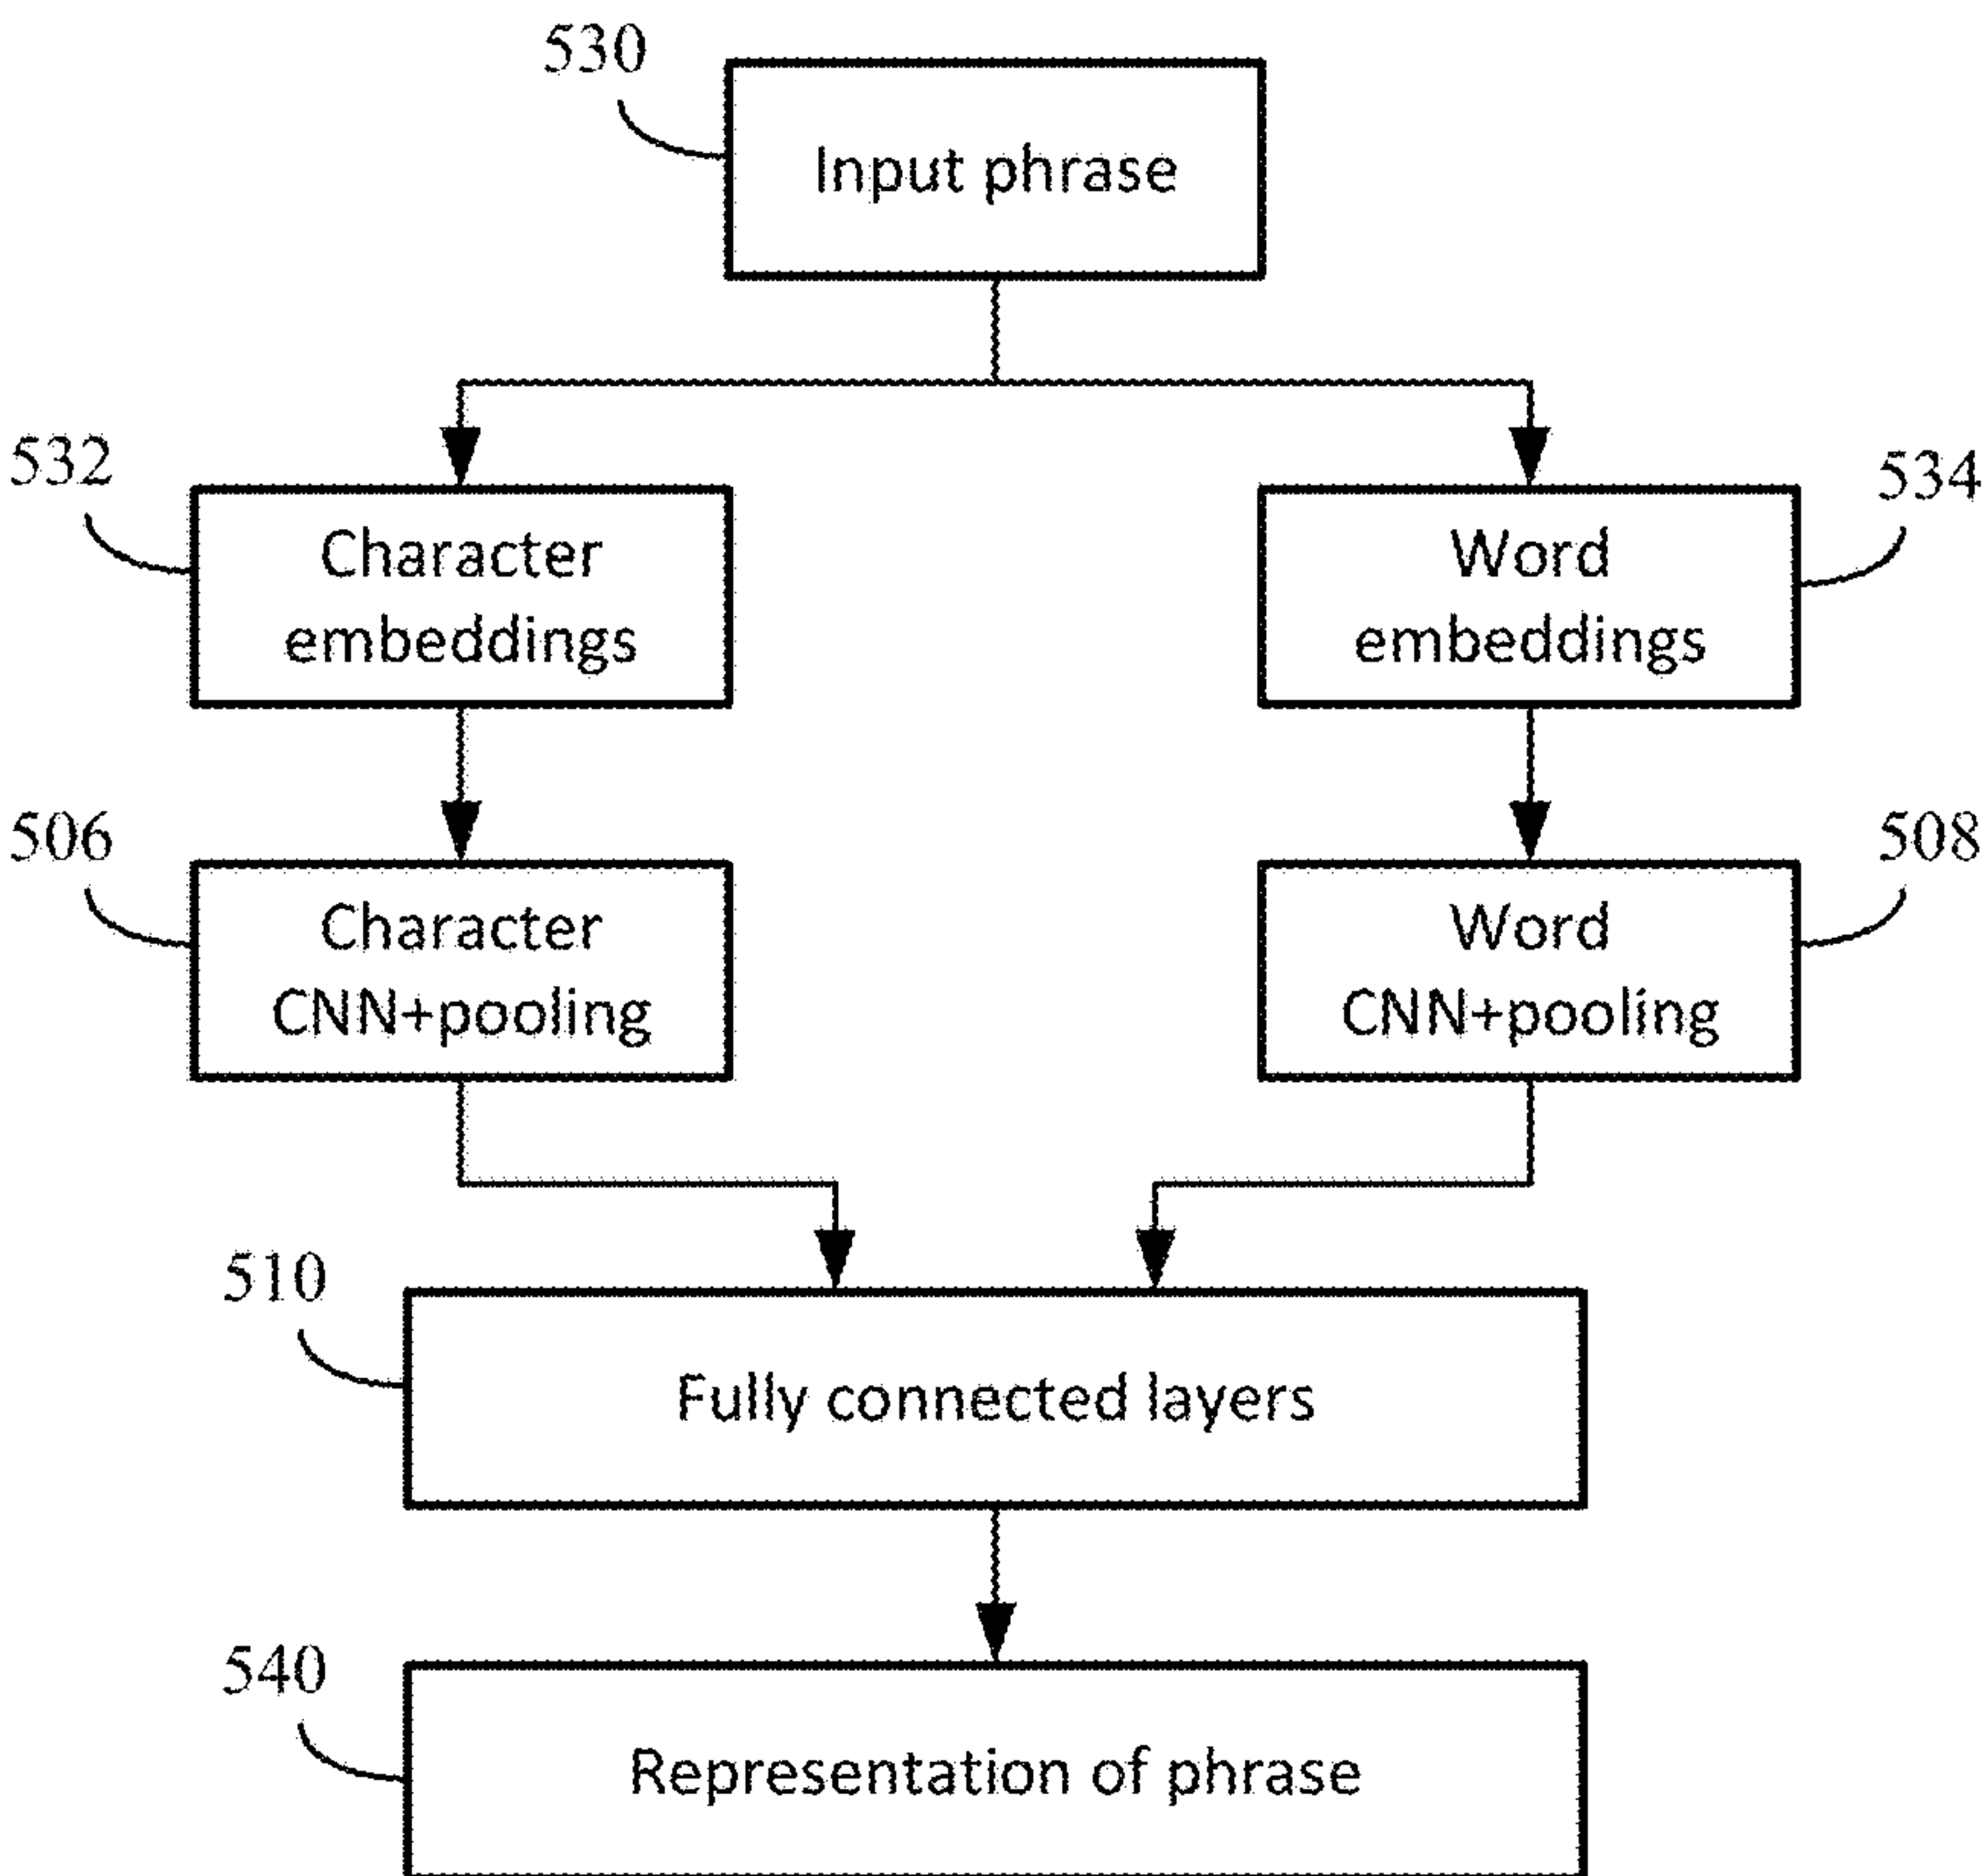 530
Input phrase
532
Character
embeddings
534
Word
embeddings
506
Character
CNN+pooling
508
Word
CNN+pooling
510
Fully connected layers
540
Representation of phrase